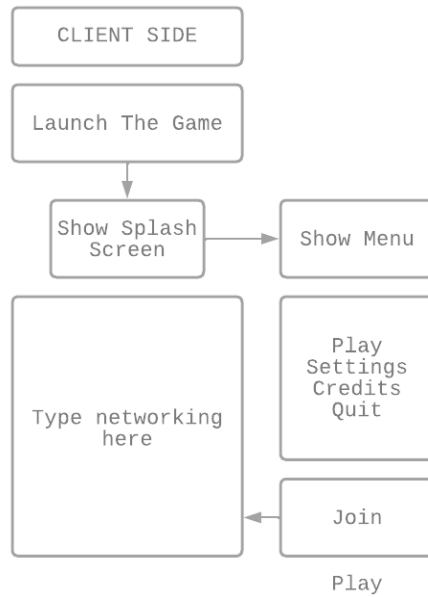 CLIENT SIDE
Launch The Game
Show Splash
Screen
Show Menu
Play
Settings
Credits
Quit
Type networking
here
Join
Play